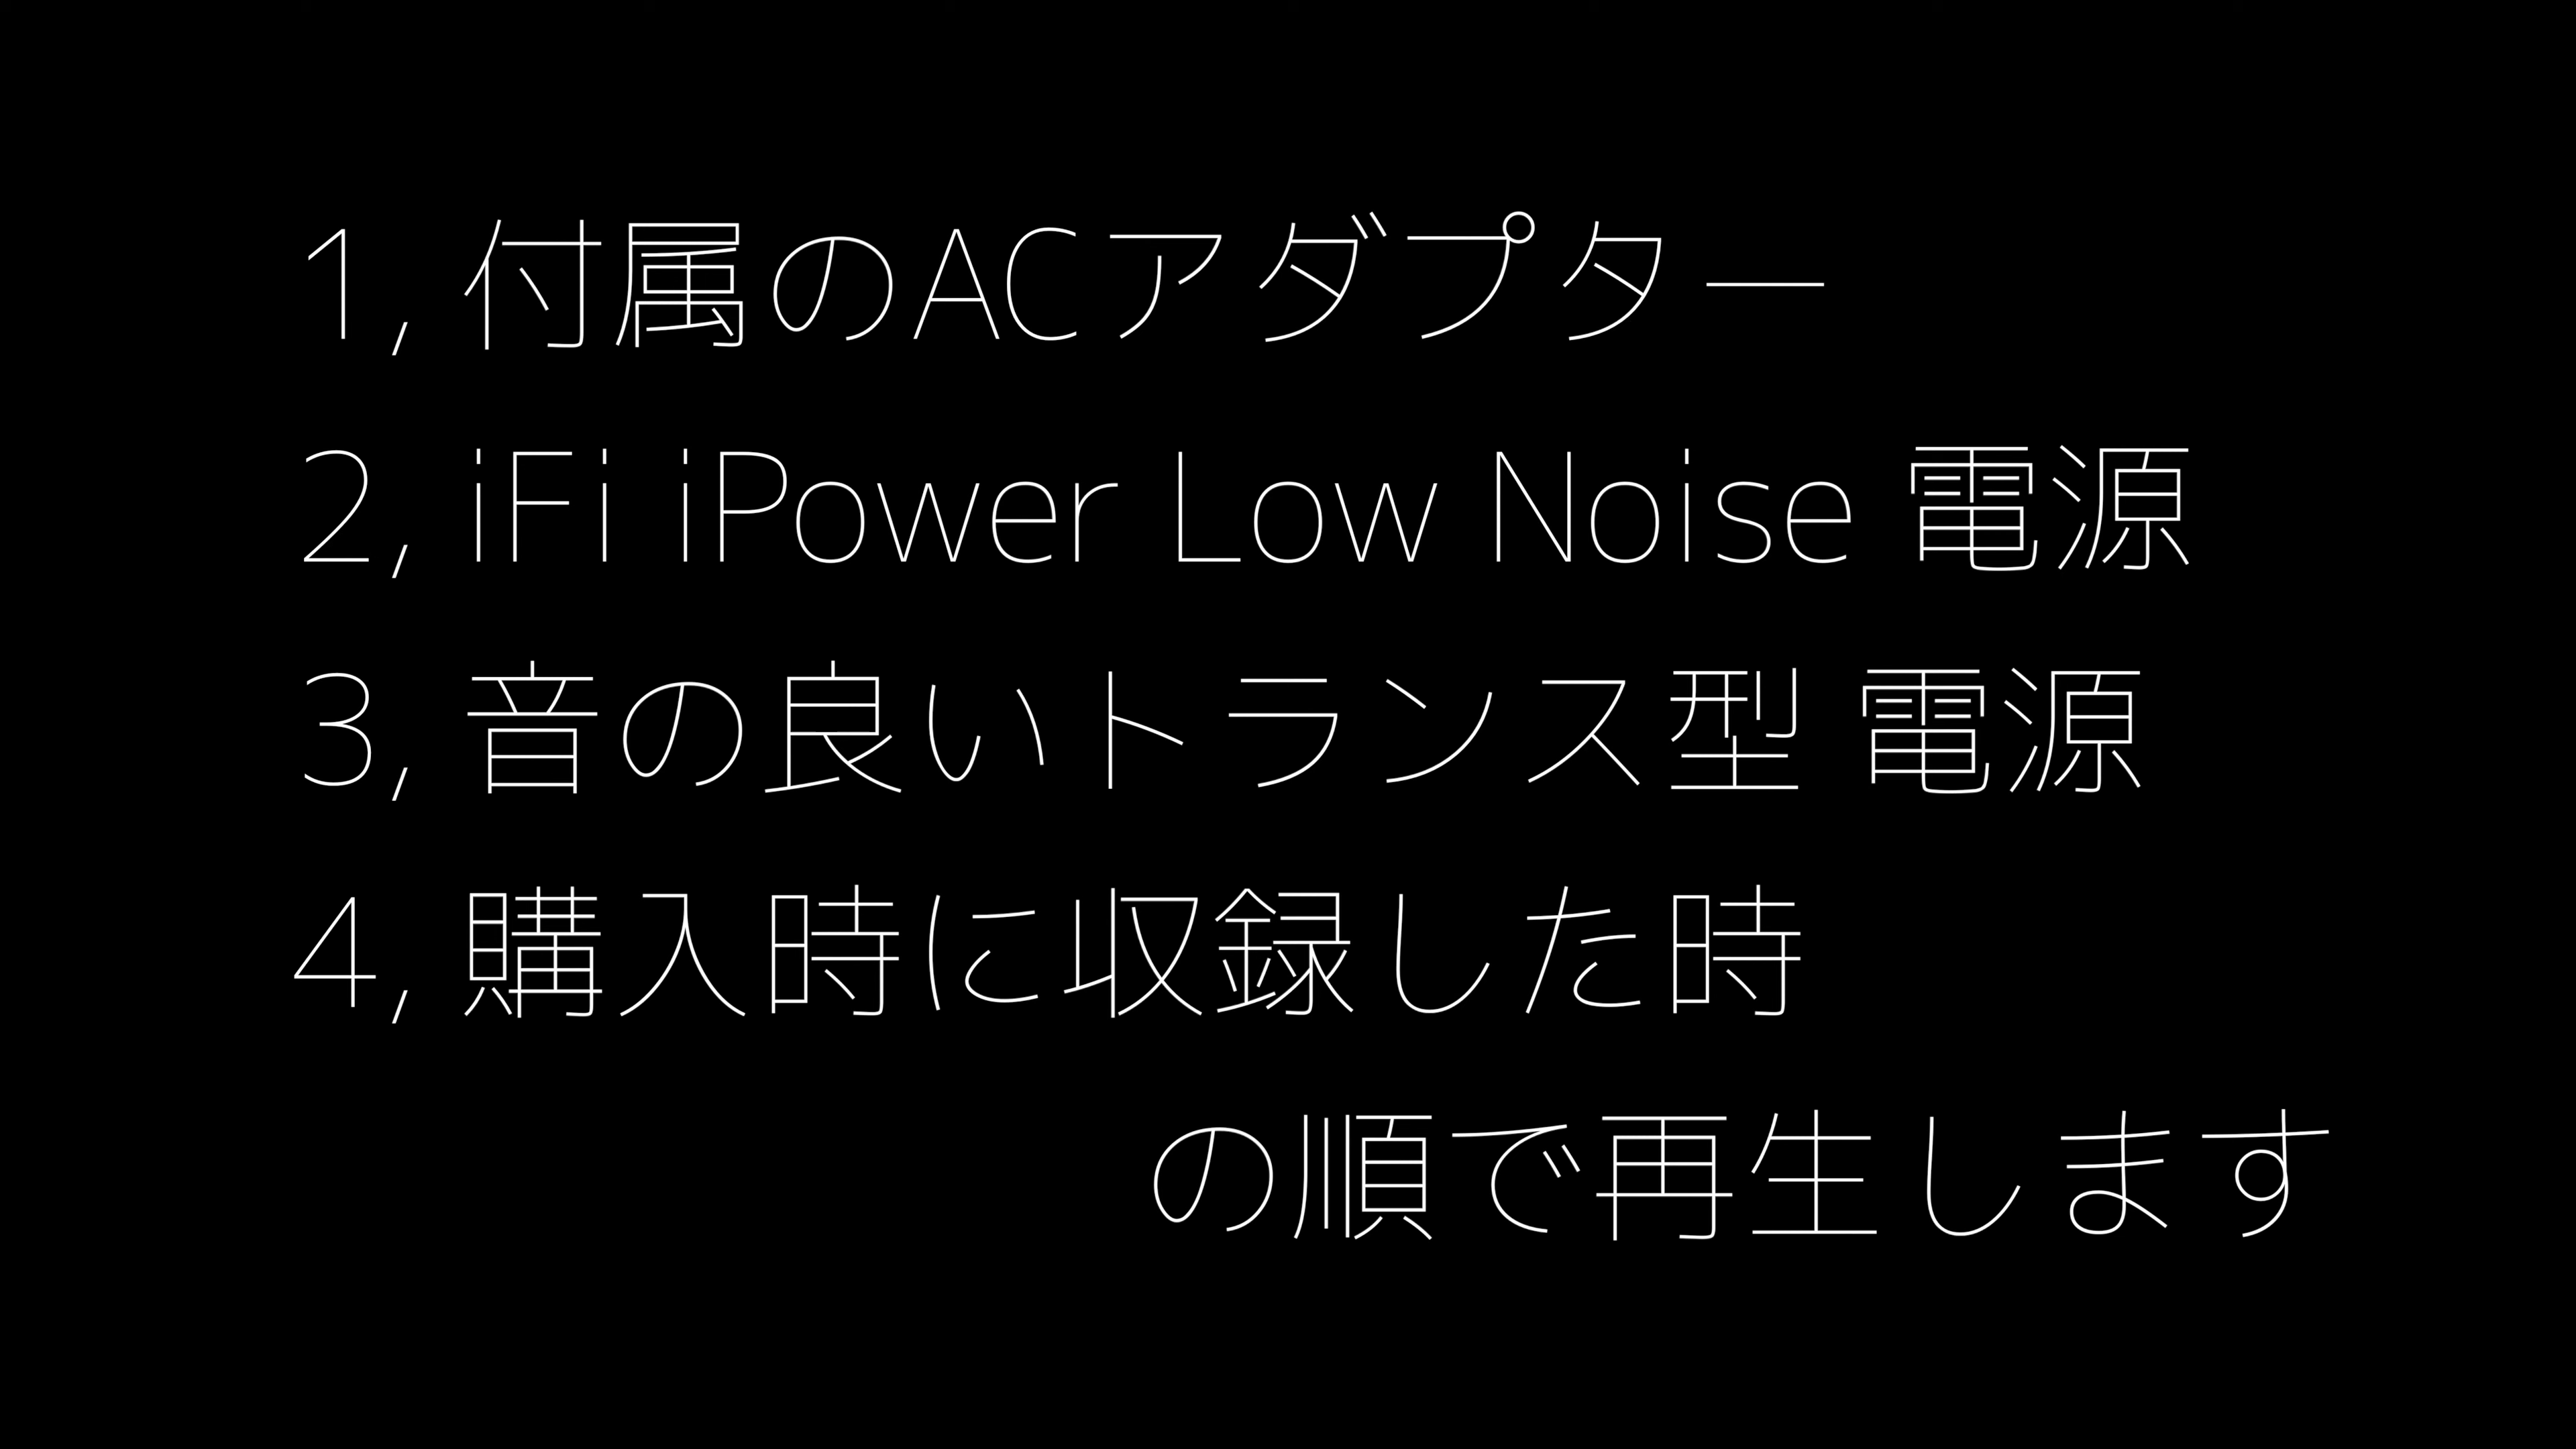 1, 付属のACアダプター
2, iFi iPower Low Noise 電源
3, 音の良いトランス型 電源
4, 購入時に収録した時
の順で再生します